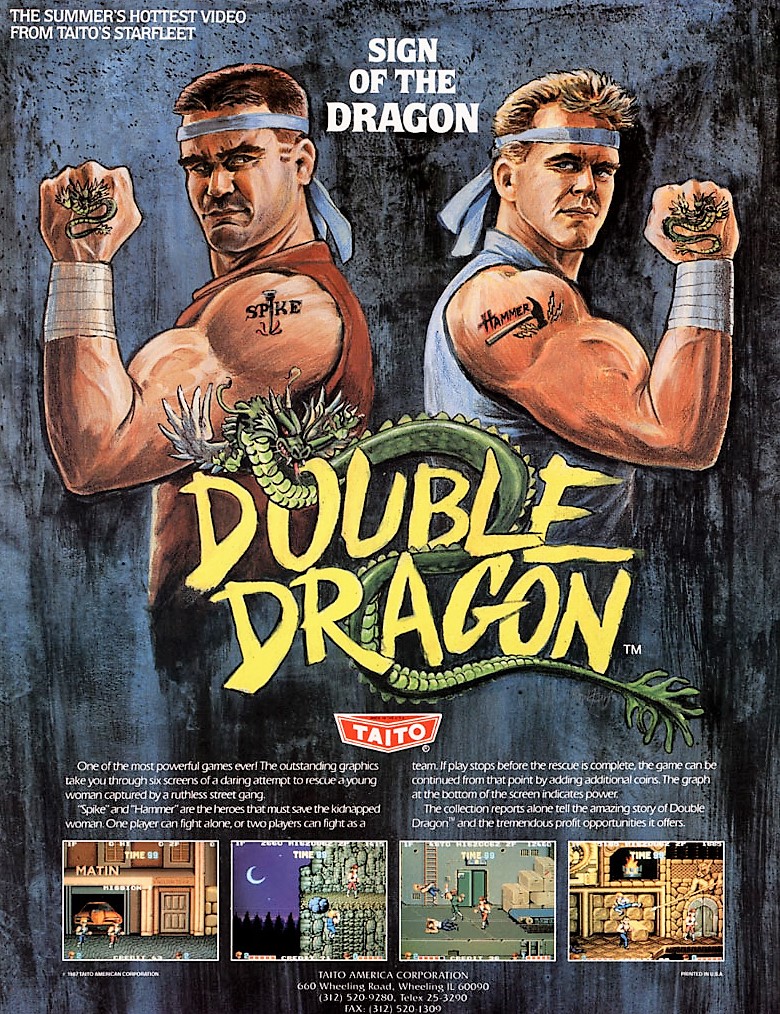 THE SUMMER'S HOTTEST VIDEO
FROM TAITO'S STARFLEET
SIGN
OF THE
DRAGON
SPIKE
HAMMER
DOUBLE
DRAGON
TM
TAITO
®
One of the most powerful games ever! The outstanding graphics
take you through six screens of a daring attempt to rescue a young
woman captured by a ruthless street gang.
"Spike" and "Hammer" are the heroes that must save the kidnapped
woman. One player can fight alone, or two players can fight as a
team. If play stops before the rescue is complete, the game can be
continued from that point by adding additional coins. The graph
at the bottom of the screen indicates power.
The collection reports alone tell the amazing story of Double
Dragon™ and the tremendous profit opportunities it offers.
TIME 99
MATIN
MISSION
TIME 99
TIME 99
TIME 99
1987 TAITO AMERICAN CORPORATION
PRINTED IN U.S.A.
TAITO AMERICA CORPORATION
660 Wheeling Road, Wheeling IL 60090
(312) 520-9280, Telex 25-3290
FAX: (312) 520-1309